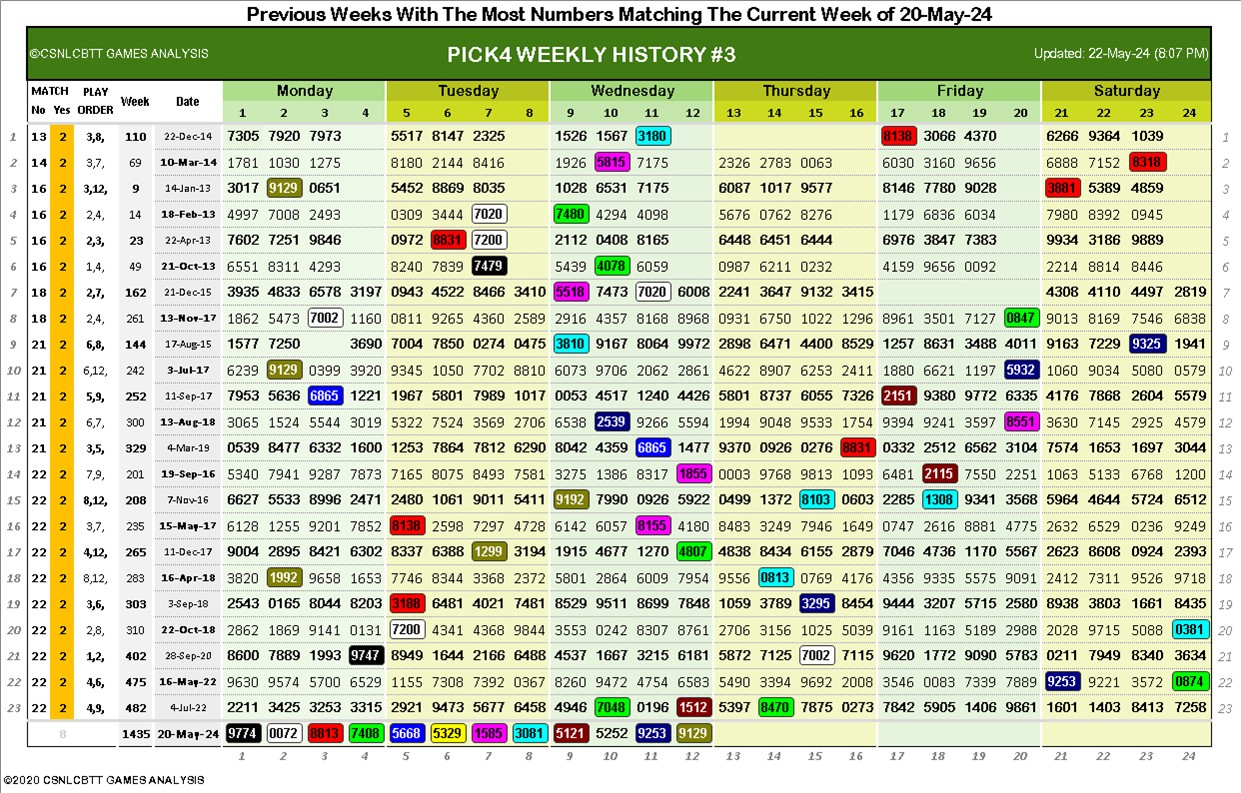 Previous Weeks With The Most Numbers Matching The Current Week of 20-May-24
©CSNLCBTT GAMES ANALYSIS PICK4 WEEKLY HISTORY #3 Updated: 22-May-24 (8:07 PM)
MATCH PLAY Week Date Monday Tuesday Wednesday Thursday Friday Saturday
No Yes ORDER 1 2 3 4 5 6 7 8 9 10 11 12 13 14 15 16 17 18 19 20 21 22 23 24
1 13 2 3,8, 110 22-Dec-14 7305 7920 7973 5517 8147 2325 1526 1567 3180 8138 3066 4370 6266 9364 1039 1
2 14 2 3,7, 69 10-Mar-14 1781 1030 1275 8180 2144 8416 1926 5815 7175 2326 2783 0063 6030 3160 9656 6888 7152 8318 2
3 16 2 3,12, 9 14-Jan-13 3017 9129 0651 5452 8869 8035 1028 6531 7175 6087 1017 9577 8146 7780 9028 3881 5389 4859 3
4 16 2 2,4, 14 18-Feb-13 4997 7008 2493 0309 3444 7020 7480 4294 4098 5676 0762 8276 1179 6836 6034 7980 8392 0945 4
5 16 2 2,3, 23 22-Apr-13 7602 7251 9846 0972 8831 7200 2112 0408 8165 6448 6451 6444 6976 3847 7383 9934 3186 9889 5
6 16 2 1,4, 49 21-Oct-13 6551 8311 4293 8240 7839 7479 5439 4078 6059 0987 6211 0232 4159 9656 0092 2214 8814 8446 6
7 18 2 2,7, 162 21-Dec-15 3935 4833 6578 3197 0943 4522 8466 3410 5518 7473 7020 6008 2241 3647 9132 3415 4308 4110 4497 2819 7
8 18 2 2,4, 261 13-Nov-17 1862 5473 7002 1160 0811 9265 4360 2589 2916 4357 8168 8968 0931 6750 1022 1296 8961 3501 7127 0847 9013 8169 7546 6838 8
9 21 2 6,8, 144 17-Aug-15 1577 7250 3690 7004 7850 0274 0475 3810 9167 8064 9972 2898 6471 4400 8529 1257 8631 3488 4011 9163 7229 9325 1941 9
10 21 2 6,12, 242 3-Jul-17 6239 9129 0399 3920 9345 1050 7702 8810 6073 9706 2062 2861 4622 8907 6253 2411 1880 6621 1197 5932 1060 9034 5080 0579 10
11 21 2 5,9, 252 11-Sep-17 7953 5636 6865 1221 1967 5801 7989 1017 0053 4517 1240 4426 5801 8737 6055 7326 2151 9380 9772 6335 4176 7868 2604 5579 11
12 21 2 6,7, 300 13-Aug-18 3065 1524 5544 3019 5322 7524 3569 2706 6538 2539 9266 5594 1994 9048 9533 1754 9394 9241 3597 8551 3630 7145 2925 4579 12
13 21 2 3,5, 329 4-Mar-19 0539 8477 6332 1600 1253 7864 7812 6290 8042 4359 6865 1477 9370 0926 0276 8831 0332 2512 6562 3104 7574 1653 1697 3044 13
14 22 2 7,9, 201 19-Sep-16 5340 7941 9287 7873 7165 8075 8493 7581 3275 1386 8317 1855 0003 9768 9813 1093 6481 2115 7550 2251 1063 5133 6768 1200 14
15 22 2 8,12, 208 7-Nov-16 6627 5533 8996 2471 2480 1061 9011 5411 9192 7990 0926 5922 0499 1372 8103 0603 2285 1308 9341 3568 5964 4644 5724 6512 15
16 22 2 3,7, 235 15-May-17 6128 1255 9201 7852 8138 2598 7297 4728 6142 6057 8155 4180 8483 3249 7946 1649 0747 2616 8881 4775 2632 0629 0236 9249 16
17 22 2 4,12, 265 11-Dec-17 9004 2895 8421 6302 8337 6388 1299 3194 1915 4677 1270 4807 4838 8434 6155 2879 7046 4736 1170 5567 2623 8608 0924 2393 17
18 22 2 8,12, 283 16-Apr-18 3820 1992 9658 1653 7746 8344 3368 2372 5801 2864 6009 7954 9556 0813 0769 4176 4356 9335 5575 9091 2412 7311 9526 9718 18
19 22 2 3,6, 303 3-Sep-18 2543 0165 8044 8203 3188 6481 4021 7481 8529 8511 8699 7848 1059 3789 3295 8454 9444 3207 5715 2580 8938 3803 1661 8435 19
20 22 2 2,8, 310 22-Oct-18 2862 1869 9141 0131 7200 4341 4368 9844 3553 0242 8307 8761 2706 3156 1025 5039 9161 1163 5189 2988 2028 9715 5088 0381 20
21 22 2 1,2, 402 28-Sep-20 8600 7889 1993 9747 8949 1644 2166 6488 4537 1667 3215 6181 5872 7125 7002 7115 9620 1772 9090 5783 0211 7949 8340 3634 21
22 22 2 4,6, 475 16-May-22 9630 9574 5700 6529 1155 7308 7392 0367 8260 9472 4754 6583 5490 3394 9692 2008 3546 0083 7339 7889 9253 9221 3572 0874 22
23 22 2 4,9, 482 4-Jul-22 2211 3425 3253 3315 2921 9473 5677 6458 4946 7048 0196 1512 5397 8470 7875 0273 7842 5905 1406 9861 1601 1403 8413 7258 23
8 1435 20-May-24 9774 0072 8813 7408 5668 5329 1585 3081 5121 5252 9253 9129
1 2 3 4 5 6 7 8 9 10 11 12 13 14 15 16 17 18 19 20 21 22 23 24
©2020 CSNLCBTT GAMES ANALYSIS